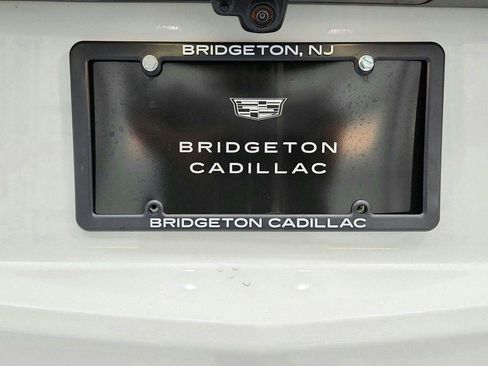 BRIDGETON, NJ
BRIDGETON
CADILLAC
BRIDGETON CADILLAC